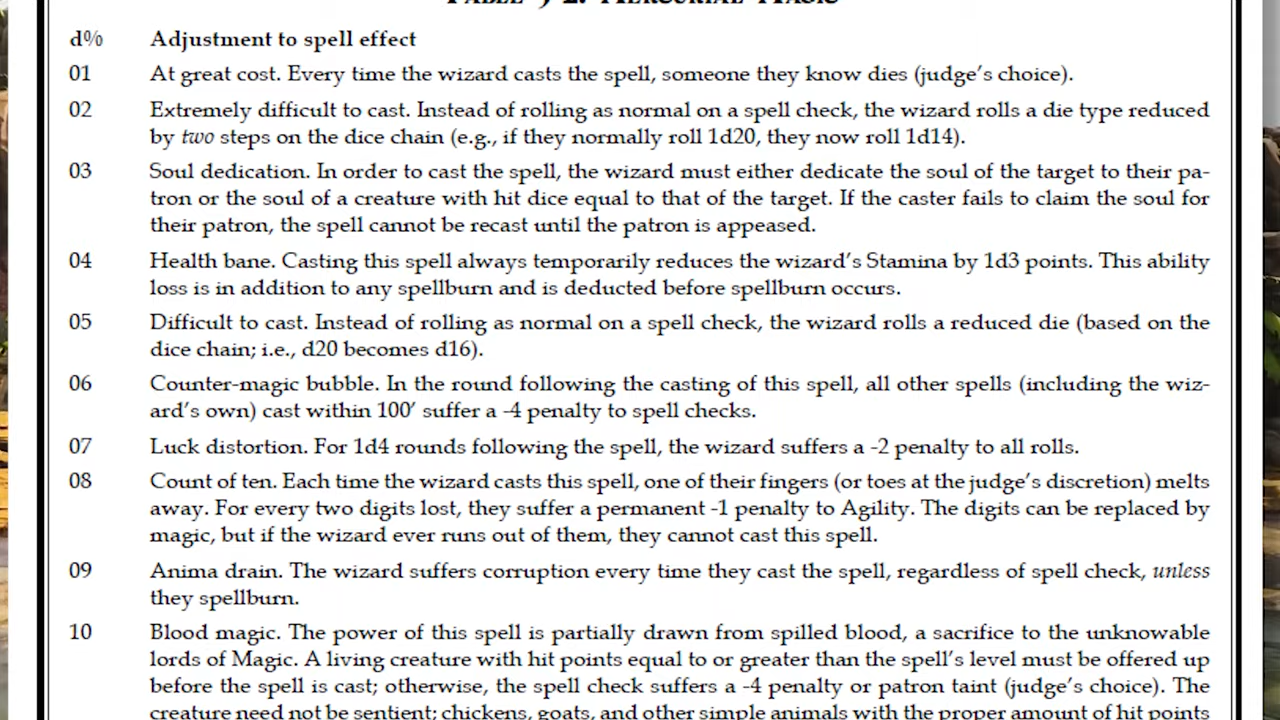 d% Adjustment to spell effect
01 At great cost. Every time the wizard casts the spell, someone they know dies (judge's choice).
02 Extremely difficult to cast. Instead of rolling as normal on a spell check, the wizard rolls a die type reduced
by two steps on the dice chain (e.g., if they normally roll 1d20, they now roll 1d14).
03 Soul dedication. In order to cast the spell, the wizard must either dedicate the soul of the target to their pa-
tron or the soul of a creature with hit dice equal to that of the target. If the caster fails to claim the soul for
their patron, the spell cannot be recast until the patron is appeased.
04 Health bane. Casting this spell always temporarily reduces the wizard's Stamina by 1d3 points. This ability
loss is in addition to any spellburn and is deducted before spellburn occurs.
05 Difficult to cast. Instead of rolling as normal on a spell check, the wizard rolls a reduced die (based on the
dice chain; i.e., d20 becomes d16).
06 Counter-magic bubble. In the round following the casting of this spell, all other spells (including the wiz-
ard's own) cast within 100' suffer a -4 penalty to spell checks.
07 Luck distortion. For 1d4 rounds following the spell, the wizard suffers a -2 penalty to all rolls.
08 Count of ten. Each time the wizard casts this spell, one of their fingers (or toes at the judge's discretion) melts
away. For every two digits lost, they suffer a permanent -1 penalty to Agility. The digits can be replaced by
magic, but if the wizard ever runs out of them, they cannot cast this spell.
09 Anima drain. The wizard suffers corruption every time they cast the spell, regardless of spell check, unless
they spellburn.
10 Blood magic. The power of this spell is partially drawn from spilled blood, a sacrifice to the unknowable
lords of Magic. A living creature with hit points equal to or greater than the spell's level must be offered up
before the spell is cast; otherwise, the spell check suffers a -4 penalty or patron taint (judge's choice). The
creature need not be sentient; chickens, goats, and other simple animals with the proper amount of hit points